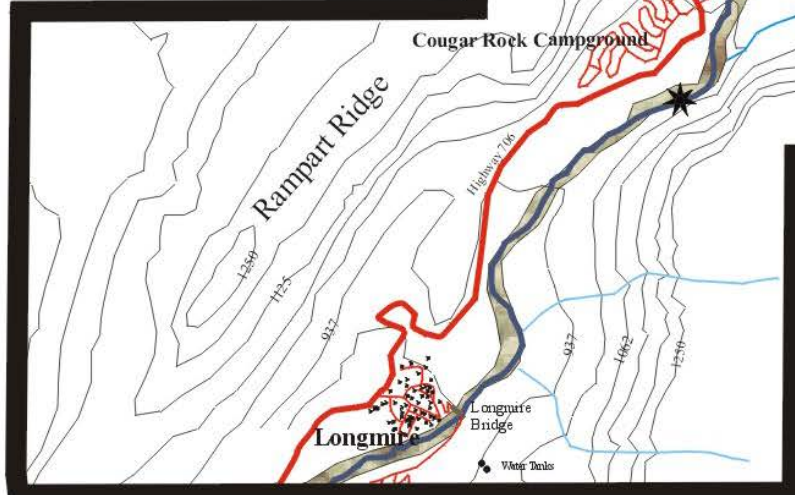 Cougar Rock Campground
Rampart Ridge
Highway 706
1250
1125
937
937
1062
1250
Longmire
Bridge
Longmire
Water Tanks